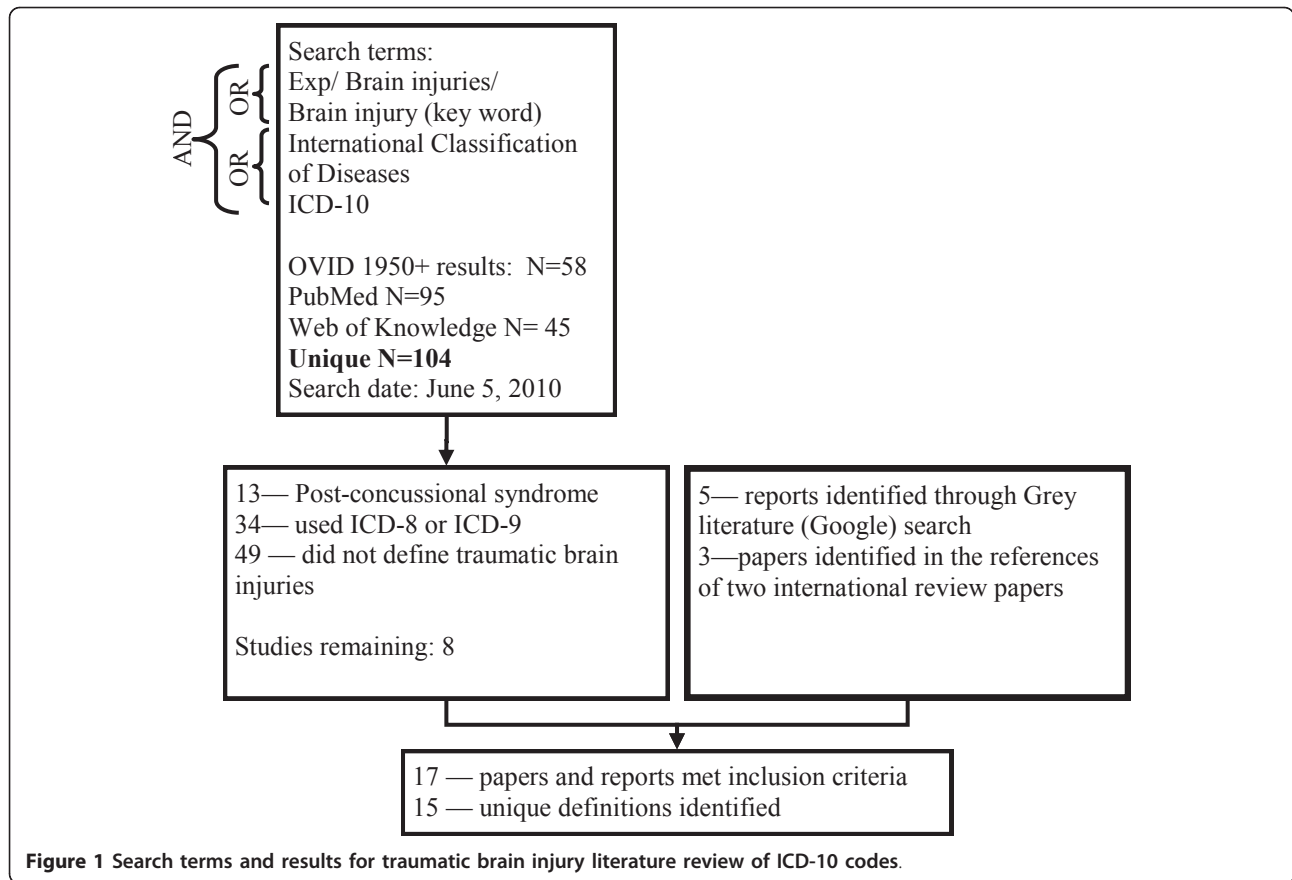 AND
OR
OR
Search terms:
Exp/ Brain injuries/
Brain injury (key word)
International Classification
of Diseases
ICD-10
OVID 1950+ results: N=58
PubMed N=95
Web of Knowledge N= 45
Unique N=104
Search date: June 5, 2010
13— Post-concussional syndrome
34— used ICD-8 or ICD-9
49 — did not define traumatic brain
injuries
Studies remaining: 8
5— reports identified through Grey
literature (Google) search
3—papers identified in the references
of two international review papers
17 — papers and reports met inclusion criteria
15 — unique definitions identified
Figure 1 Search terms and results for traumatic brain injury literature review of ICD-10 codes.